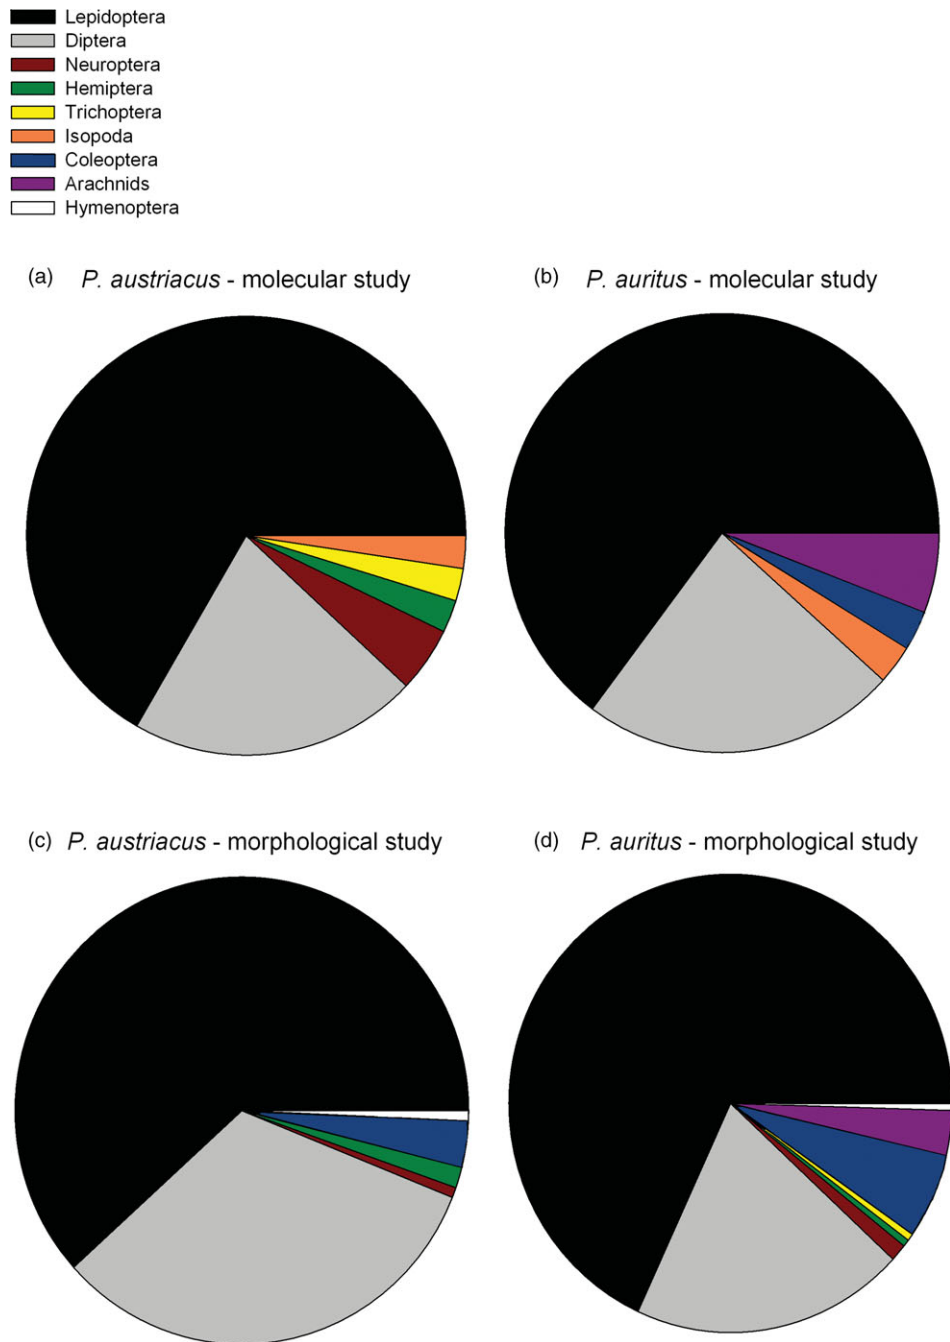 Lepidoptera
Diptera
Neuroptera
Hemiptera
Trichoptera
Isopoda
Coleoptera
Arachnids
Hymenoptera
(a) P. austriacus - molecular study
(b) P. auritus - molecular study
(c) P. austriacus - morphological study
(d) P. auritus - morphological study